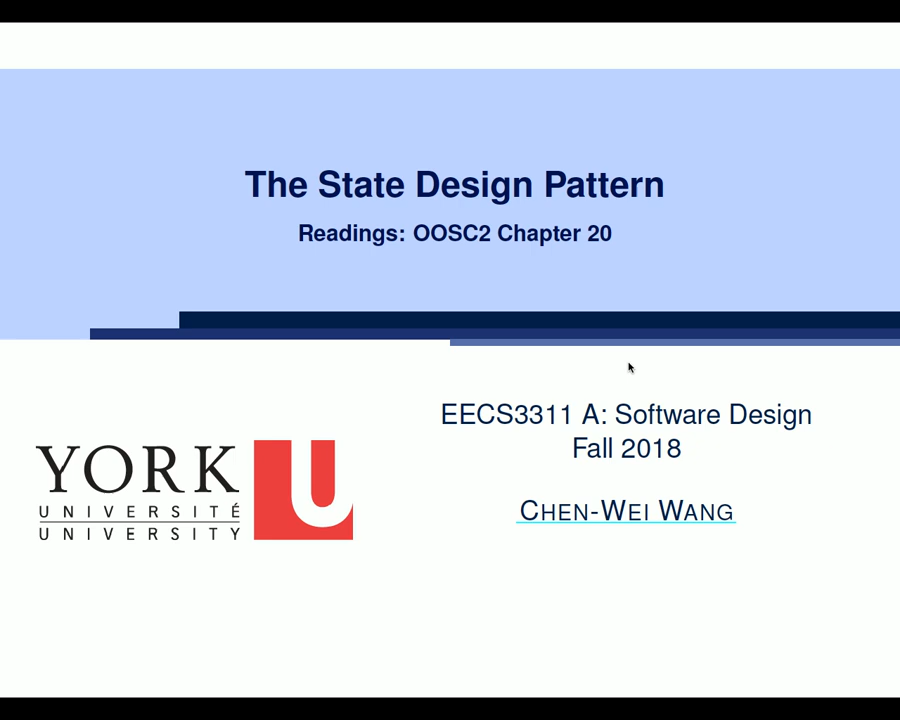 The State Design Pattern
Readings: OOSC2 Chapter 20
EECS3311 A: Software Design
Fall 2018
CHEN-WEI WANG
YORK
UNIVERSITÉ
UNIVERSITY